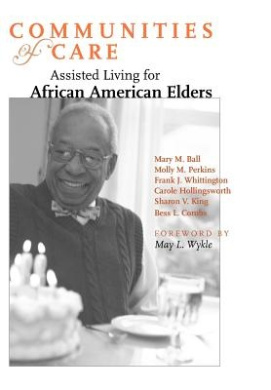 COMMUNITIES
of CARE
Assisted Living for
African American Elders
Mary M. Ball
Molly M. Perkins
Frank J. Whittington
Carole Hollingsworth
Sharon V. King
Bess L. Combs
FOREWORD BY
May L. Wykle